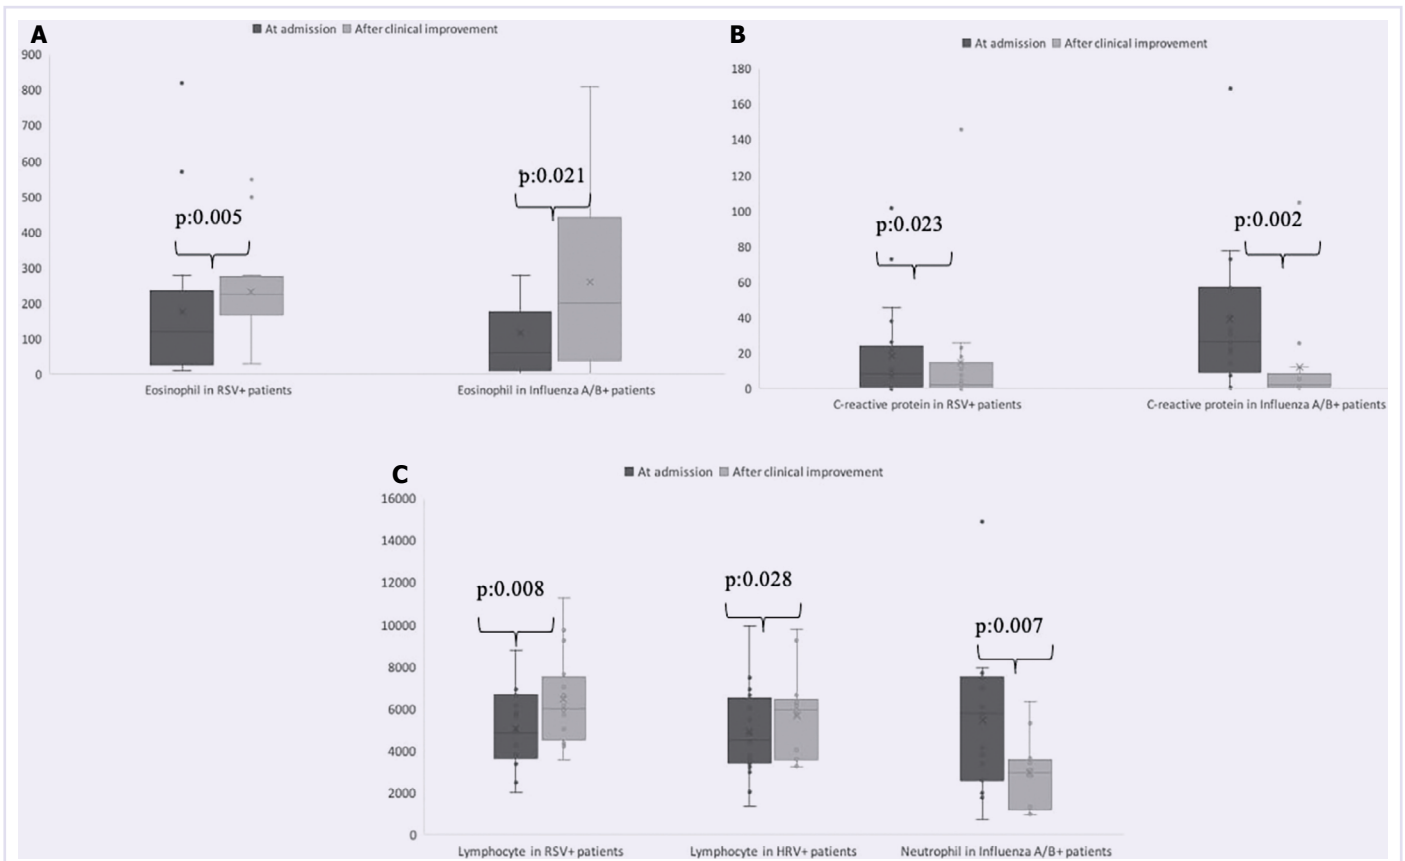 A
At admission After clinical improvement
900
800
700
600
500
400
300
200
100
0
p:0.005
p:0.021
Eosinophil in RSV+ patients
Eosinophil in Influenza A/B+ patients
B
At admission After clinical improvement
180
160
140
120
100
80
60
40
20
0
p:0.023
p:0.002
C-reactive protein in RSV+ patients
C-reactive protein in Influenza A/B+ patients
C
At admission After clinical improvement
16000
14000
12000
10000
8000
6000
4000
2000
0
p:0.008
p:0.028
p:0.007
Lymphocyte in RSV+ patients
Lymphocyte in HRV+ patients
Neutrophil in Influenza A/B+ patients